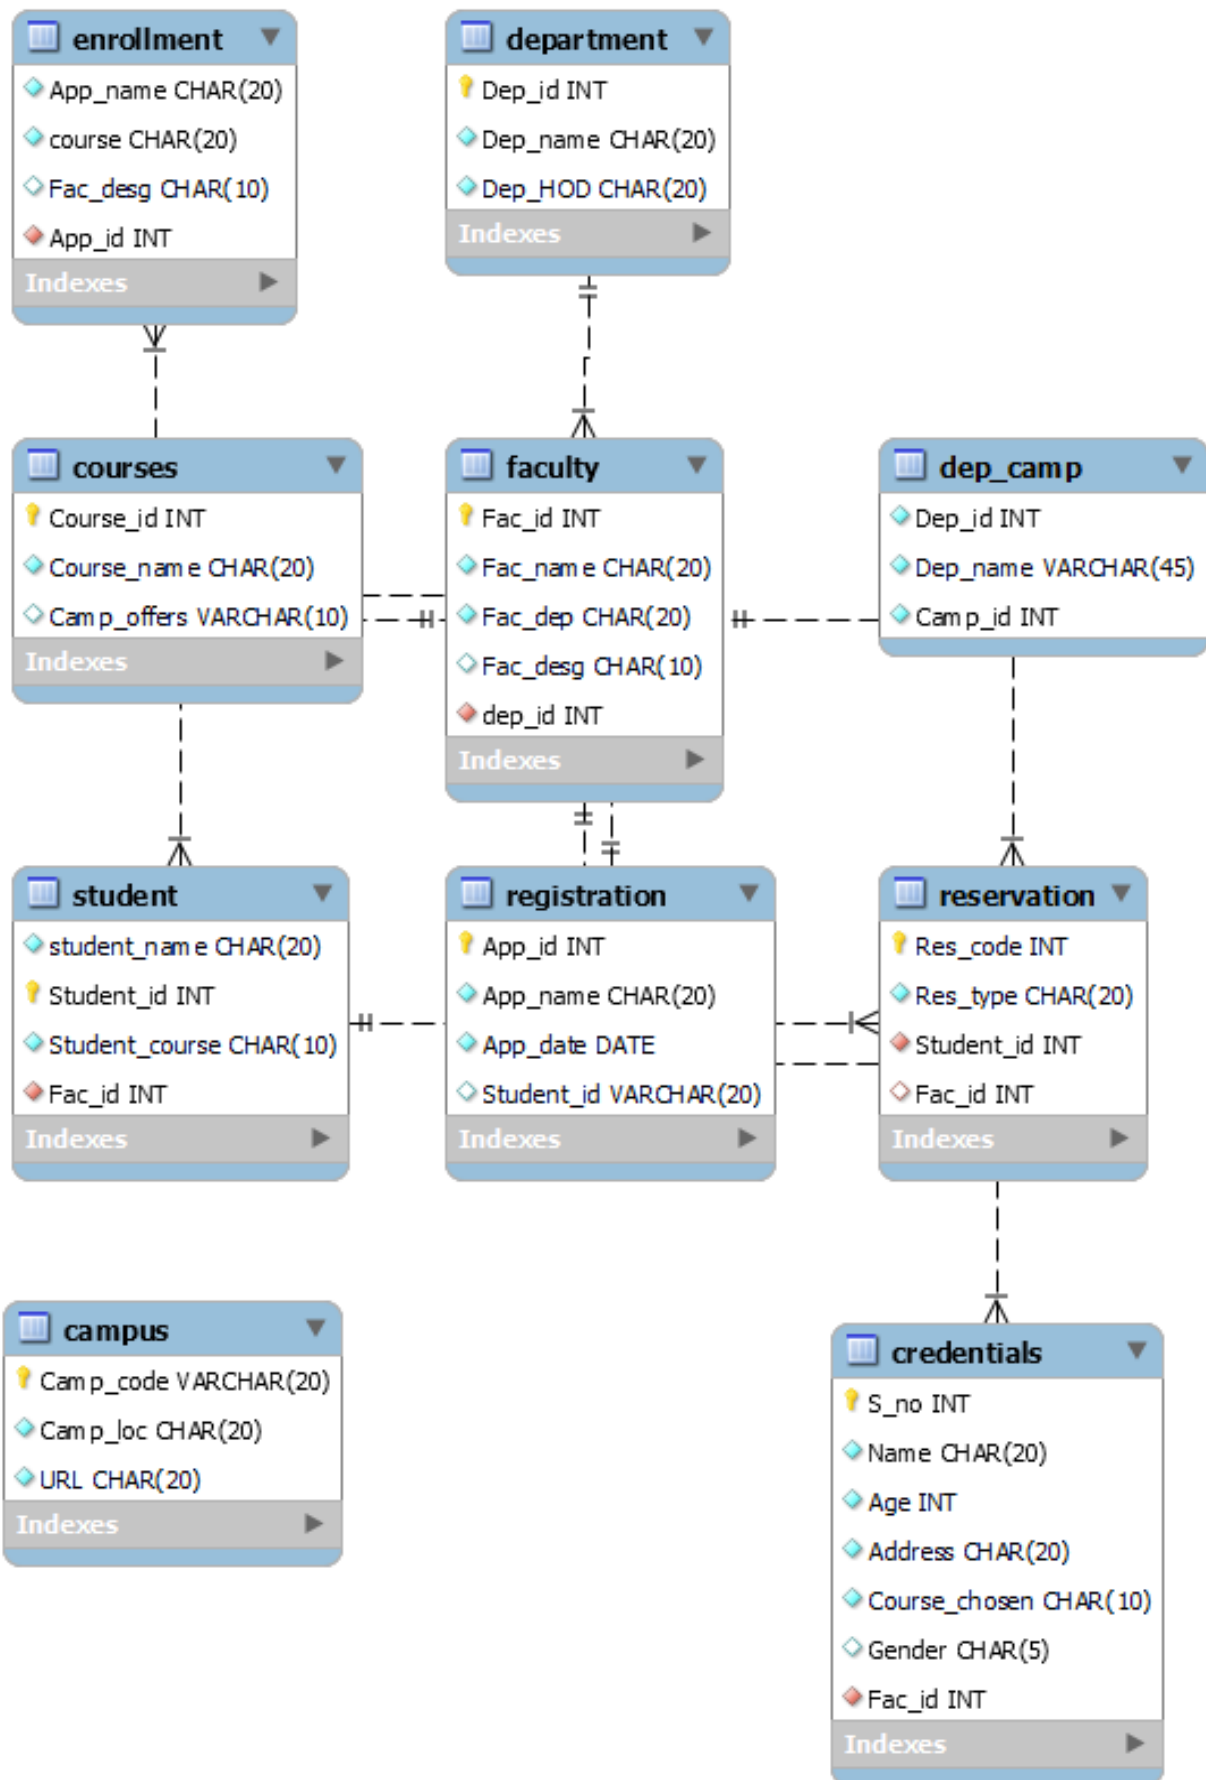 enrollment
App_name CHAR(20)
course CHAR(20)
Fac_desg CHAR(10)
App_id INT
Indexes
department
Dep_id INT
Dep_name CHAR(20)
Dep_HOD CHAR(20)
Indexes
courses
Course_id INT
Course_name CHAR(20)
Camp_offers VARCHAR(10)
Indexes
faculty
Fac_id INT
Fac_name CHAR(20)
Fac_dep CHAR(20)
Fac_desg CHAR(10)
dep_id INT
Indexes
dep_camp
Dep_id INT
Dep_name VARCHAR(45)
Camp_id INT
student
student_name CHAR(20)
Student_id INT
Student_course CHAR(10)
Fac_id INT
Indexes
registration
App_id INT
App_name CHAR(20)
App_date DATE
Student_id VARCHAR(20)
Indexes
reservation
Res_code INT
Res_type CHAR(20)
Student_id INT
Fac_id INT
Indexes
campus
Camp_code VARCHAR(20)
Camp_loc CHAR(20)
URL CHAR(20)
Indexes
credentials
S_no INT
Name CHAR(20)
Age INT
Address CHAR(20)
Course_chosen CHAR(10)
Gender CHAR(5)
Fac_id INT
Indexes